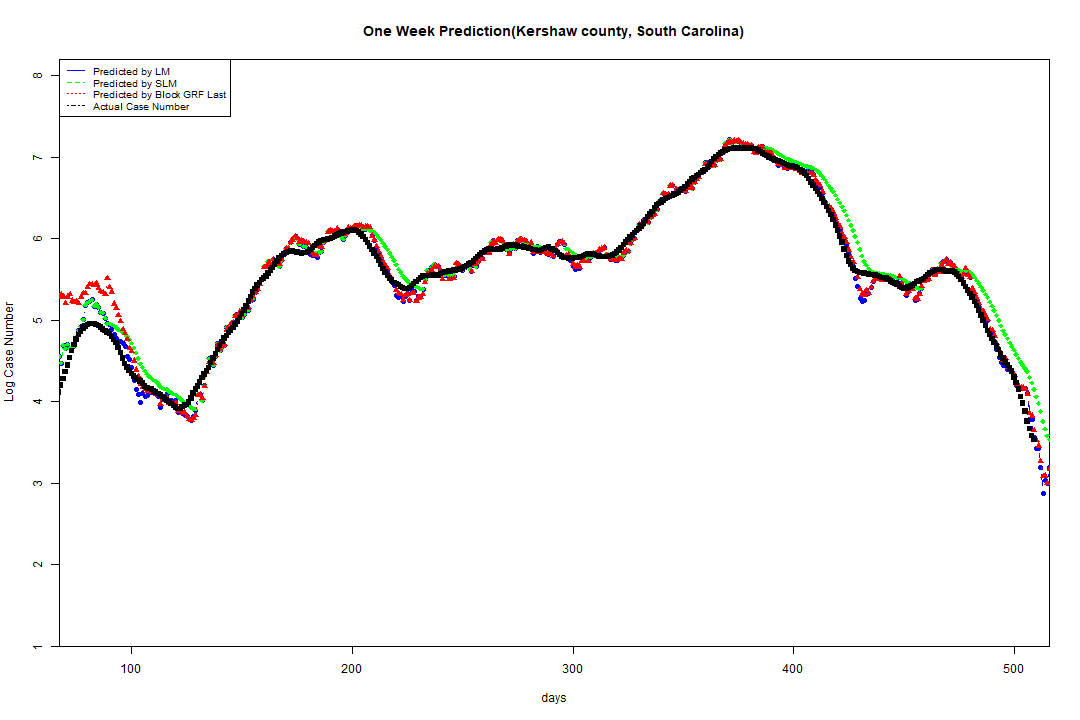 One Week Prediction(Kershaw county, South Carolina)
Predicted by LM
Predicted by SLM
Predicted by Block GRF Last
Actual Case Number
8
7
6
5
4
3
2
1
Log Case Number
100 200 300 400 500
days